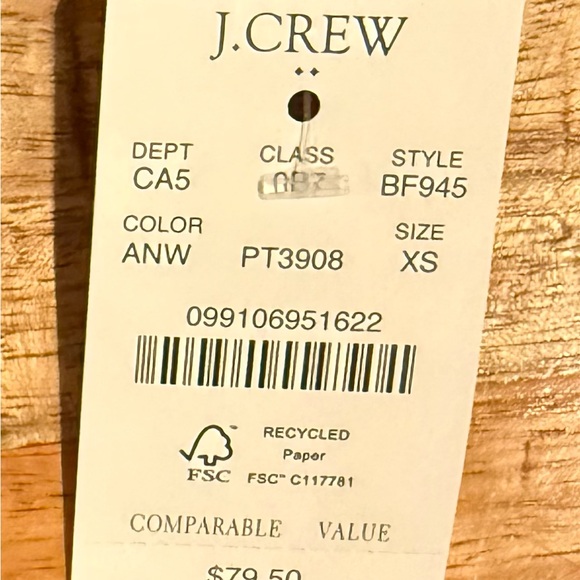 J.CREW
DEPT CLASS STYLE
CA5 BF945
COLOR SIZE
ANW PT3908 XS
099106951622
RECYCLED
Paper
FSC FSC™ C117781
COMPARABLE VALUE
$79.50